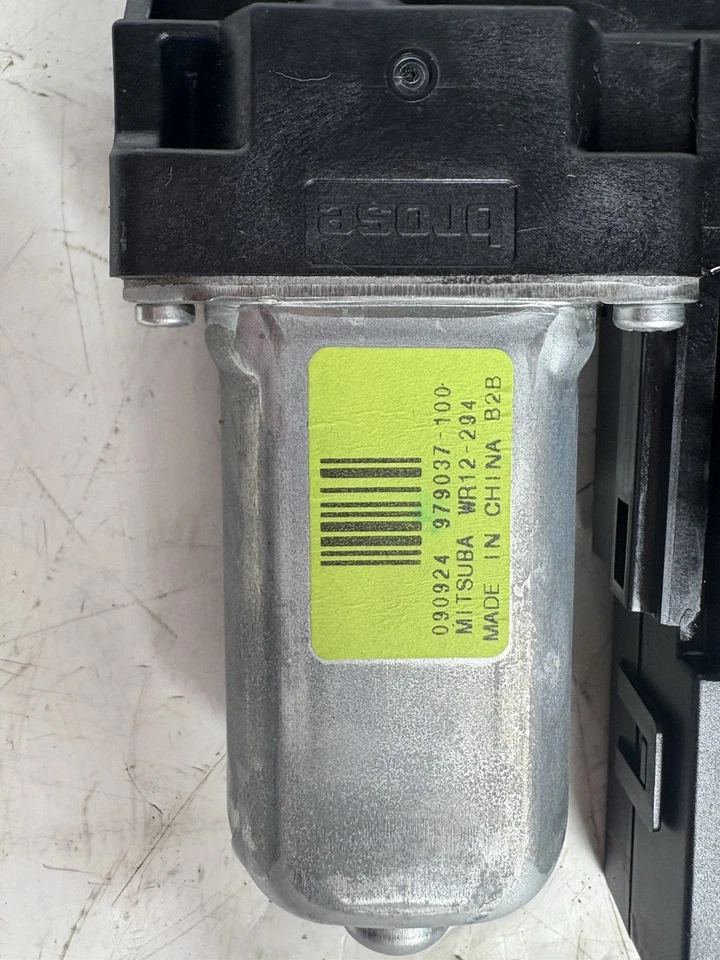 brose
090924 979037-100
MITSUBA WR12-294
MADE IN CHINA B2B